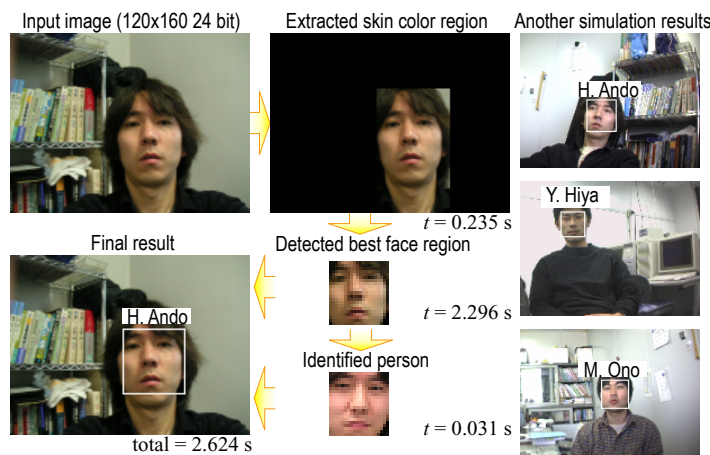 Input image (120x160 24 bit)
Extracted skin color region
Another simulation results
H. Ando
t = 0.235 s
Y. Hiya
Final result
Detected best face region
H. Ando
t = 2.296 s
Identified person
M. Ono
t = 0.031 s
total = 2.624 s